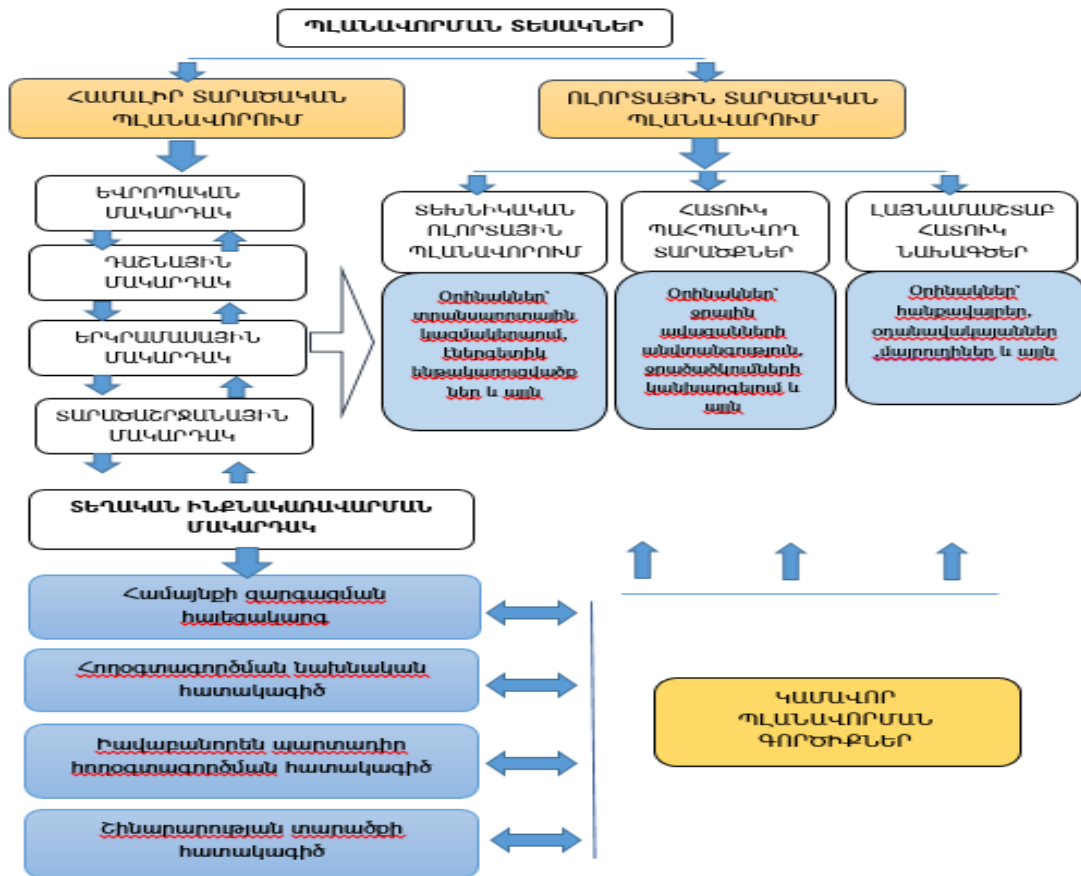 ՊԼԱՆԱՎՈՐՄԱՆ ՏԵՍԱԿՆԵՐ
ՀԱՄԱԼԻՐ ՏԱՐԱԾԱԿԱՆ
ՊԼԱՆԱՎՈՐՈՒՄ
ՈԼՈՐՏԱՅԻՆ ՏԱՐԱԾԱԿԱՆ
ՊԼԱՆԱՎԱՐՈՒՄ
ԵՎՐՈՊԱԿԱՆ
ՄԱԿԱՐԴԱԿ
ԴԱՇՆԱՅԻՆ
ՄԱԿԱՐԴԱԿ
ԵՐԿՐԱՄԱՍԱՅԻՆ
ՄԱԿԱՐԴԱԿ
ՏԱՐԱԾԱՇՐՋԱՆԱՅԻՆ
ՄԱԿԱՐԴԱԿ
ՏԵԽՆԻԿԱԿԱՆ
ՈԼՈՐՏԱՅԻՆ
ՊԼԱՆԱՎՈՐՈՒՄ
Օրինակներ՝
տրանսպորտային
կազմակերպում,
էներգետիկ
ենթակառուցվածք
ներ և այլն
ՀԱՏՈՒԿ
ՊԱՀՊԱՆՎՈՂ
ՏԱՐԱԾՔՆԵՐ
Օրինակներ՝
ջրային
ավազանների
անվտանգություն,
ջրածածկումների
կանխարգելում և
այլն
ԼԱՅՆԱՄԱՍՇՏԱԲ
ՀԱՏՈՒԿ
ՆԱԽԱԳԾԵՐ
Օրինակներ՝
հանքավայրեր,
օդանավակայաններ
,մայրուղիներ և այլն
ՏԵՂԱԿԱՆ ԻՆՔՆԱԿԱՌԱՎԱՐՄԱՆ
ՄԱԿԱՐԴԱԿ
Համայնքի զարգացման
հայեցակարգ
Հողօգտագործման նախնական
հատակագիծ
Իավաբանորեն պարտադիր
հողօգտագործման հատակագիծ
Շինարարության տարածքի
հատակագիծ
ԿԱՄԱՎՈՐ
ՊԼԱՆԱՎՈՐՄԱՆ
ԳՈՐԾԻՔՆԵՐ